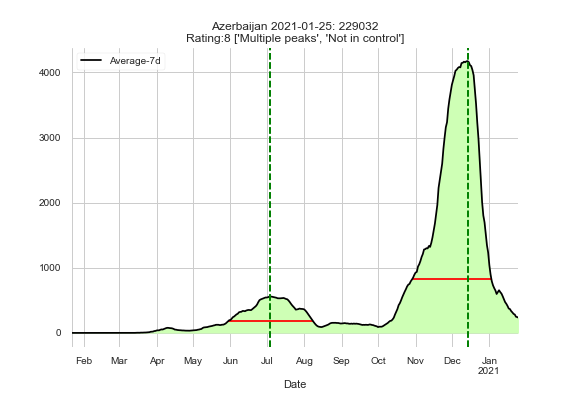 Azerbaijan 2021-01-25: 229032
Rating:8 ['Multiple peaks', 'Not in control']
Average-7d
4000
3000
2000
1000
0
Feb Mar Apr May Jun Jul Aug Sep Oct Nov Dec Jan
2021
Date